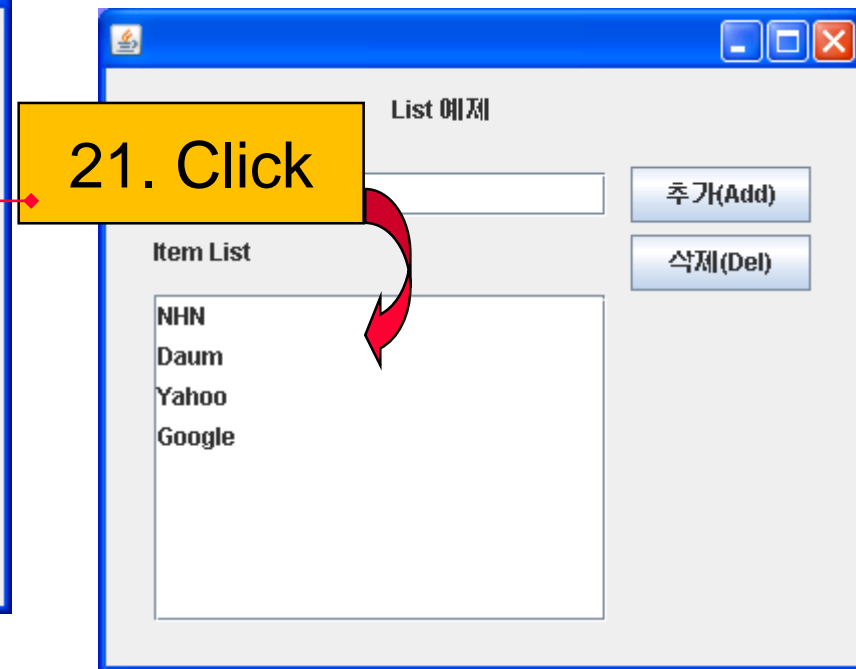 List 예제
21. Click
추가(Add)
Item List
삭제(Del)
NHN
Daum
Yahoo
Google